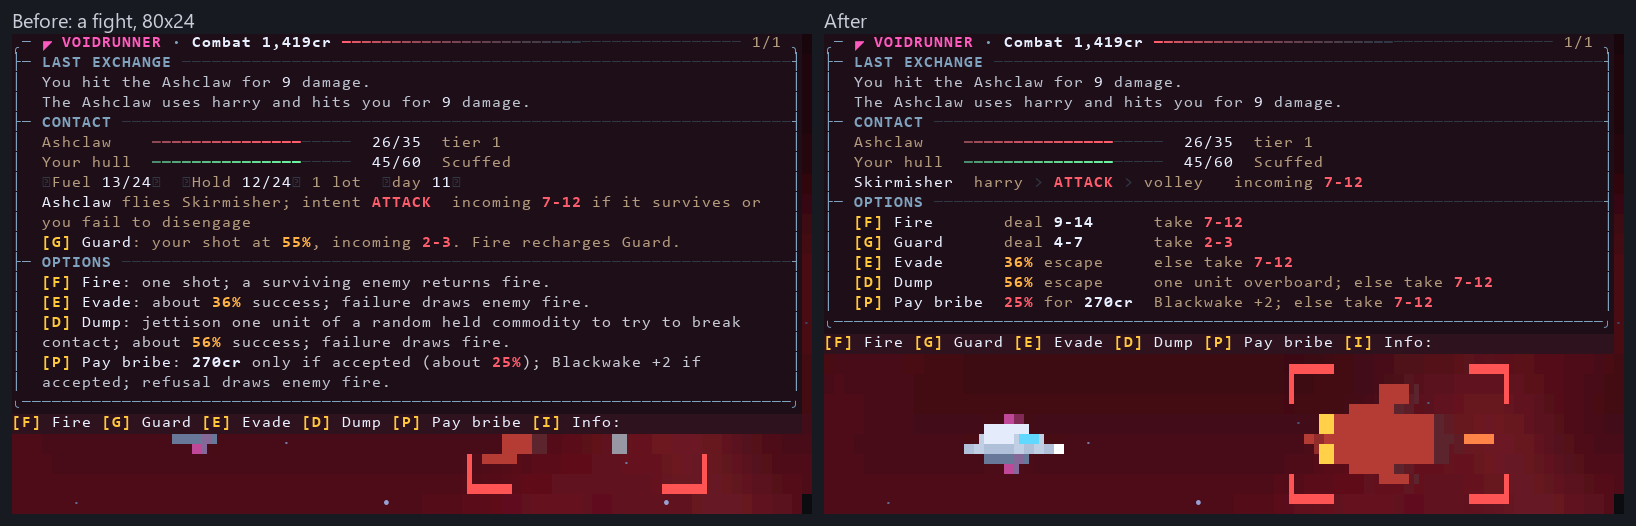 Before: a fight, 80x24
VOIDRUNNER · Combat 1,419cr 1/1
LAST EXCHANGE
You hit the Ashclaw for 9 damage.
The Ashclaw uses harry and hits you for 9 damage.
CONTACT
Ashclaw 26/35 tier 1
Your hull 45/60 Scuffed
Fuel 13/24 Hold 12/24 1 lot day 11
Ashclaw flies Skirmisher; intent ATTACK incoming 7-12 if it survives or
you fail to disengage
[G] Guard: your shot at 55%, incoming 2-3. Fire recharges Guard.
OPTIONS
[F] Fire: one shot; a surviving enemy returns fire.
[E] Evade: about 36% success; failure draws enemy fire.
[D] Dump: jettison one unit of a random held commodity to try to break
contact; about 56% success; failure draws fire.
[P] Pay bribe: 270cr only if accepted (about 25%); Blackwake +2 if
accepted; refusal draws enemy fire.
[F] Fire [G] Guard [E] Evade [D] Dump [P] Pay bribe [I] Info:
After
VOIDRUNNER · Combat 1,419cr 1/1
LAST EXCHANGE
You hit the Ashclaw for 9 damage.
The Ashclaw uses harry and hits you for 9 damage.
CONTACT
Ashclaw 26/35 tier 1
Your hull 45/60 Scuffed
Skirmisher harry > ATTACK > volley incoming 7-12
OPTIONS
[F] Fire deal 9-14 take 7-12
[G] Guard deal 4-7 take 2-3
[E] Evade 36% escape else take 7-12
[D] Dump 56% escape one unit overboard; else take 7-12
[P] Pay bribe 25% for 270cr Blackwake +2; else take 7-12
[F] Fire [G] Guard [E] Evade [D] Dump [P] Pay bribe [I] Info: